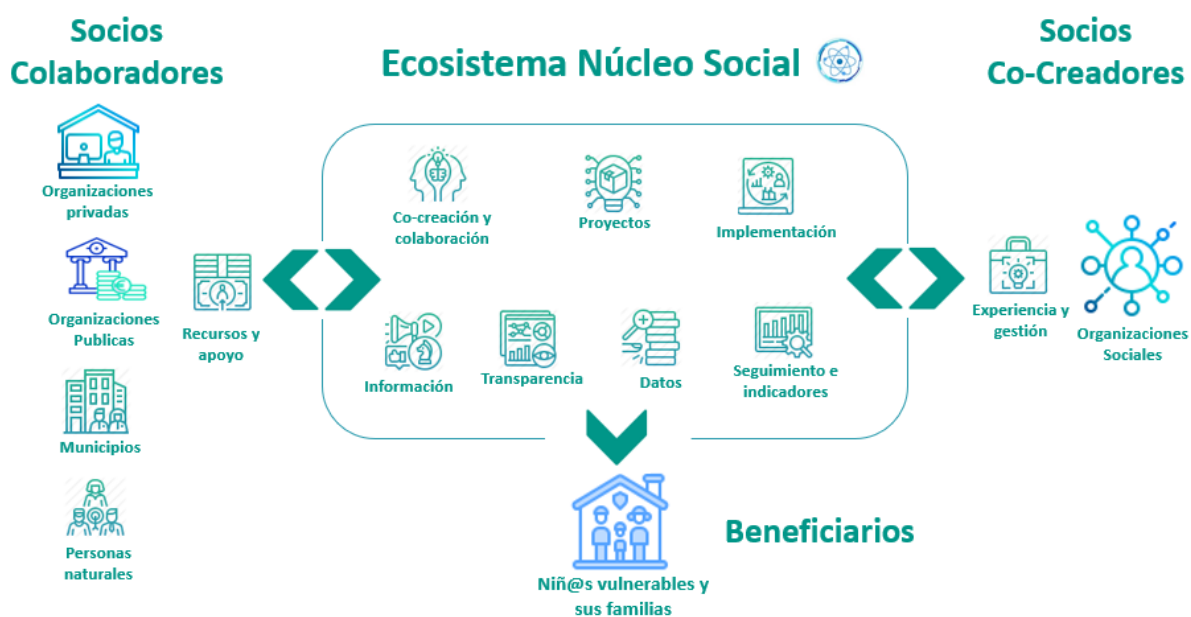 Socios
Colaboradores
Organizaciones
privadas
Organizaciones
Publicas
Municipios
Personas
naturales
Recursos y
apoyo
Ecosistema Núcleo Social
Co-creación y
colaboración
Proyectos
Implementación
Información
Transparencia
Datos
Seguimiento e
indicadores
Socios
Co-Creadores
Experiencia y
gestión
Organizaciones
Sociales
Beneficiarios
Niñ@s vulnerables y
sus familias